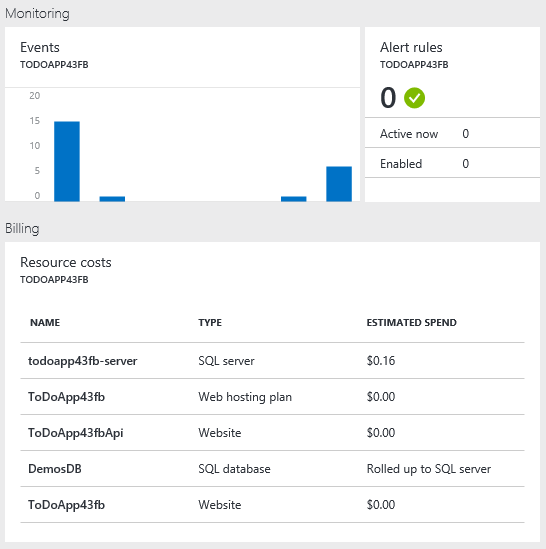 Monitoring
Events
TODOAPP43FB
20
15
10
5
0
Alert rules
TODOAPP43FB
0
Active now 0
Enabled 0
Billing
Resource costs
TODOAPP43FB
NAME TYPE ESTIMATED SPEND
todoapp43fb-server SQL server $0.16
ToDoApp43fb Web hosting plan $0.00
ToDoApp43fbApi Website $0.00
DemosDB SQL database Rolled up to SQL server
ToDoApp43fb Website $0.00